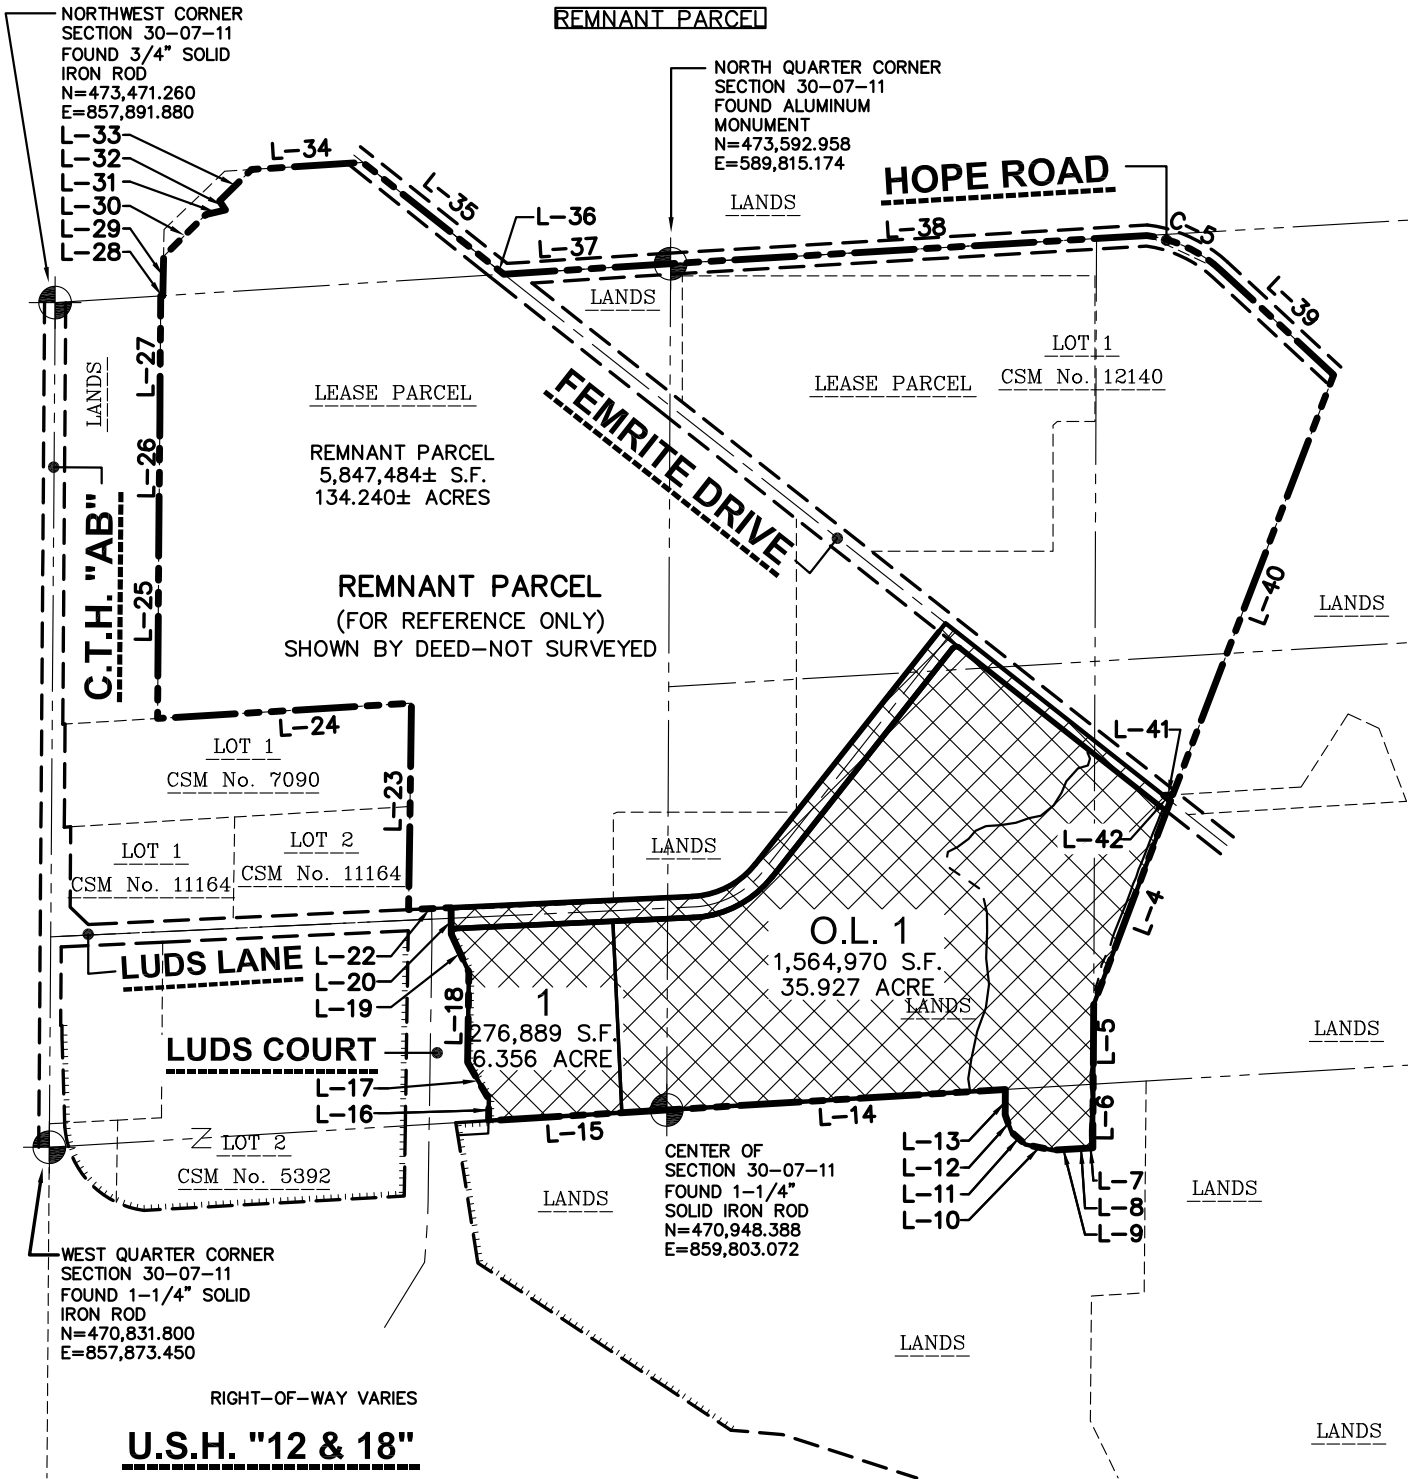 REMNANT PARCEL
NORTHWEST CORNER
SECTION 30-07-11
FOUND 3/4" SOLID
IRON ROD
N=473,471.260
E=857,891.880
L-33
L-32
L-31
L-30
L-29
L-28
L-34
L-35
NORTH QUARTER CORNER
SECTION 30-07-11
FOUND ALUMINUM
MONUMENT
N=473,592.958
E=589,815.174
LANDS
HOPE ROAD
L-36
L-37
L-38
C-5
L-39
LANDS
LANDS
L-27
L-26
L-25
C.T.H. "AB"
LEASE PARCEL
REMNANT PARCEL
5,847,484± S.F.
134.240± ACRES
REMNANT PARCEL
(FOR REFERENCE ONLY)
SHOWN BY DEED-NOT SURVEYED
FEMRITE DRIVE
LEASE PARCEL
LOT 1
CSM No. 12140
L-40
LANDS
L-24
LOT 1
CSM No. 7090
L-23
LOT 1
CSM No. 11164
LOT 2
CSM No. 11164
LANDS
L-41
L-42
L-4
LUDS LANE
L-22
L-20
L-19
L-18
LUDS COURT
L-17
L-16
1
276,889 S.F.
6.356 ACRE
O.L. 1
1,564,970 S.F.
35.927 ACRE
LANDS
L-5
L-6
LANDS
L-15
L-14
L-13
L-12
L-11
L-10
L-7
L-8
L-9
LANDS
Z
LOT 2
CSM No. 5392
LANDS
CENTER OF
SECTION 30-07-11
FOUND 1-1/4"
SOLID IRON ROD
N=470,948.388
E=859,803.072
WEST QUARTER CORNER
SECTION 30-07-11
FOUND 1-1/4" SOLID
IRON ROD
N=470,831.800
E=857,873.450
LANDS
RIGHT-OF-WAY VARIES
U.S.H. "12 & 18"
LANDS